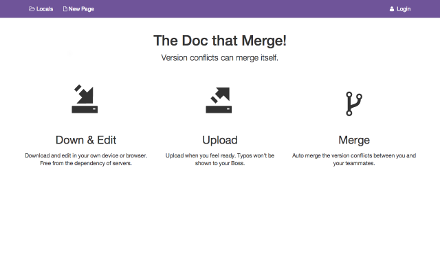 Locals
New Page
Login
The Doc that Merge!
Version conflicts can merge itself.
Down & Edit
Download and edit in your own device or browser.
Free from the dependency of servers.
Upload
Upload when you feel ready. Typos won't be
shown to your Boss.
Merge
Auto merge the version conflicts between you and
your teammates.